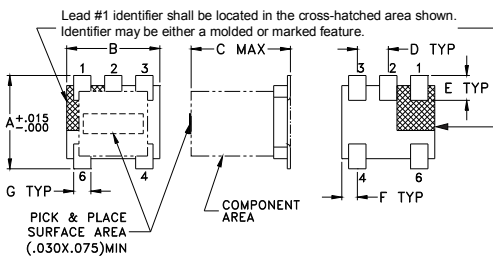 Lead #1 identifier shall be located in the cross-hatched area shown.
Identifier may be either a molded or marked feature.
B
C MAX
D TYP
1 2 3
3 2 1
E TYP
A +.015
-.000
6 4
4 6
G TYP
F TYP
PICK & PLACE
SURFACE AREA
(.030X.075)MIN
COMPONENT
AREA